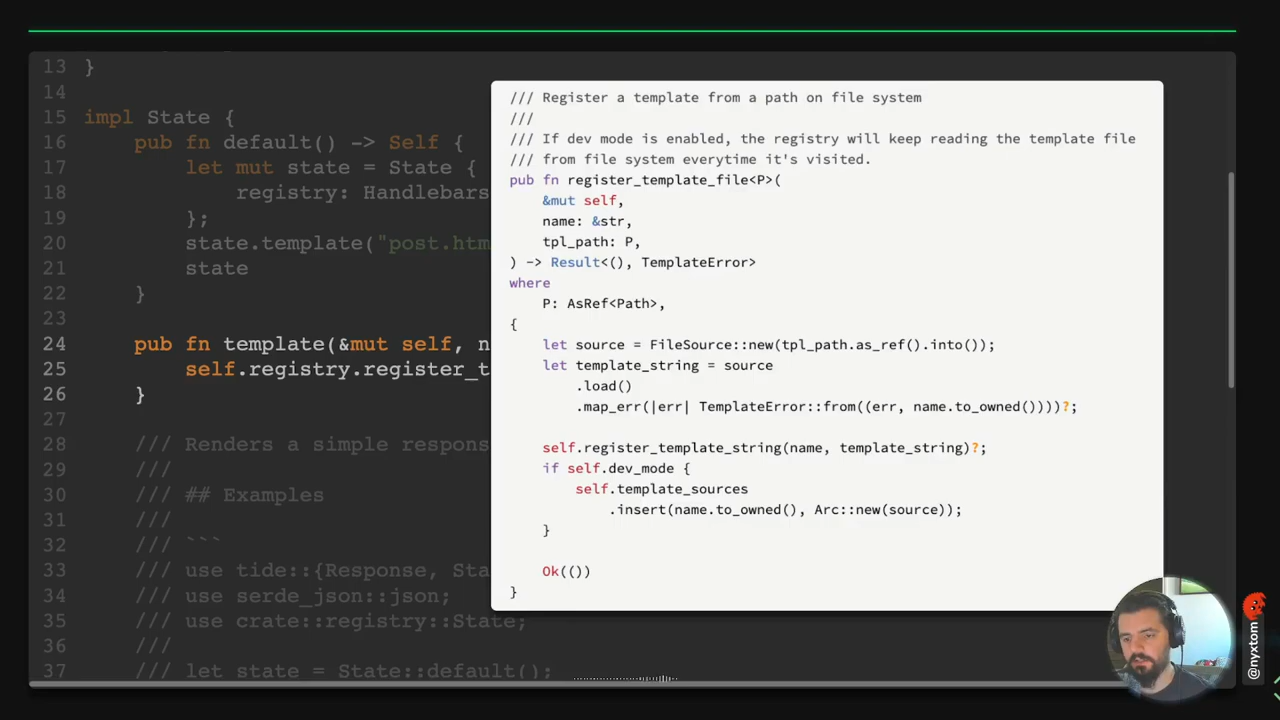 13 }
14
15 impl State {
16 pub fn default() -> Self {
17 let mut state = State {
18 registry: Handlebars
19 };
20 state.template("post.htm
21 state
22 }
23
24 pub fn template(&mut self, n
25 self.registry.register_t
26 }
27
28 /// Renders a simple respons
29 ///
30 /// ## Examples
31 ///
32 /// ```
33 /// use tide::{Response, Sta
34 /// use serde_json::json;
35 /// use crate::registry::State;
36 ///
37 /// let state = State::default();
/// Register a template from a path on file system
///
/// If dev mode is enabled, the registry will keep reading the template file
/// from file system everytime it's visited.
pub fn register_template_file<P>(
&mut self,
name: &str,
tpl_path: P,
) -> Result<(), TemplateError>
where
P: AsRef<Path>,
{
let source = FileSource::new(tpl_path.as_ref().into());
let template_string = source
.load()
.map_err(|err| TemplateError::from((err, name.to_owned())))?;
self.register_template_string(name, template_string)?;
if self.dev_mode {
self.template_sources
.insert(name.to_owned(), Arc::new(source));
}
Ok(())
}
@nyxtom